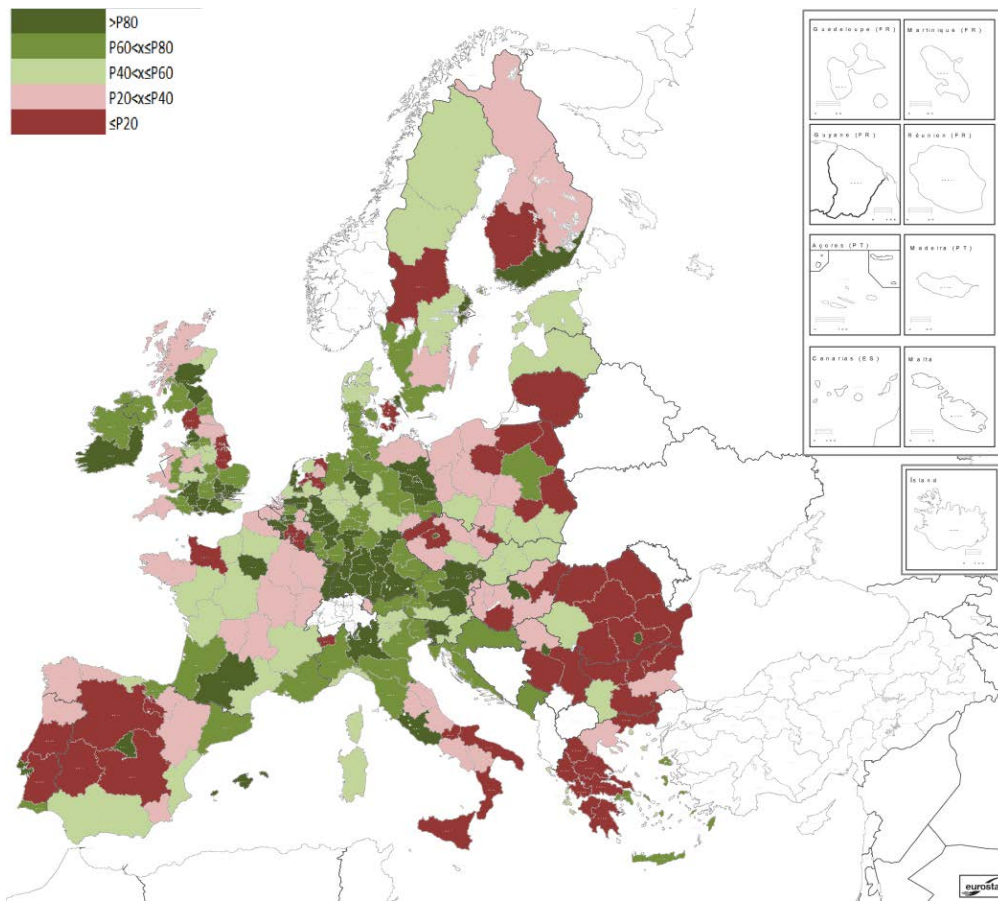 >P80
P60<x≤P80
P40<x≤P60
P20<x≤P40
≤P20
Guadeloupe (FR)
Martinique (FR)
Guyane (FR)
Réunion (FR)
Açores (PT)
Madeira (PT)
Canarias (ES)
Malta
Ísland
eurosta